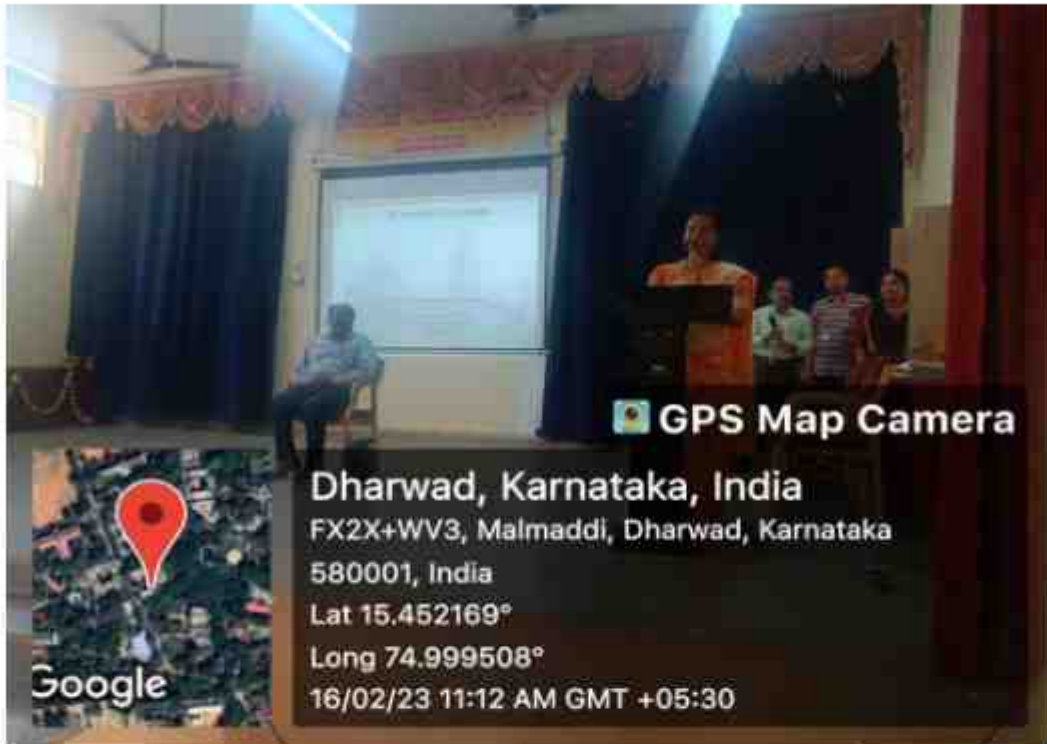 GPS Map Camera
Dharwad, Karnataka, India
FX2X+WV3, Malmaddi, Dharwad, Karnataka
580001, India
Lat 15.452169°
Long 74.999508°
16/02/23 11:12 AM GMT +05:30
Google